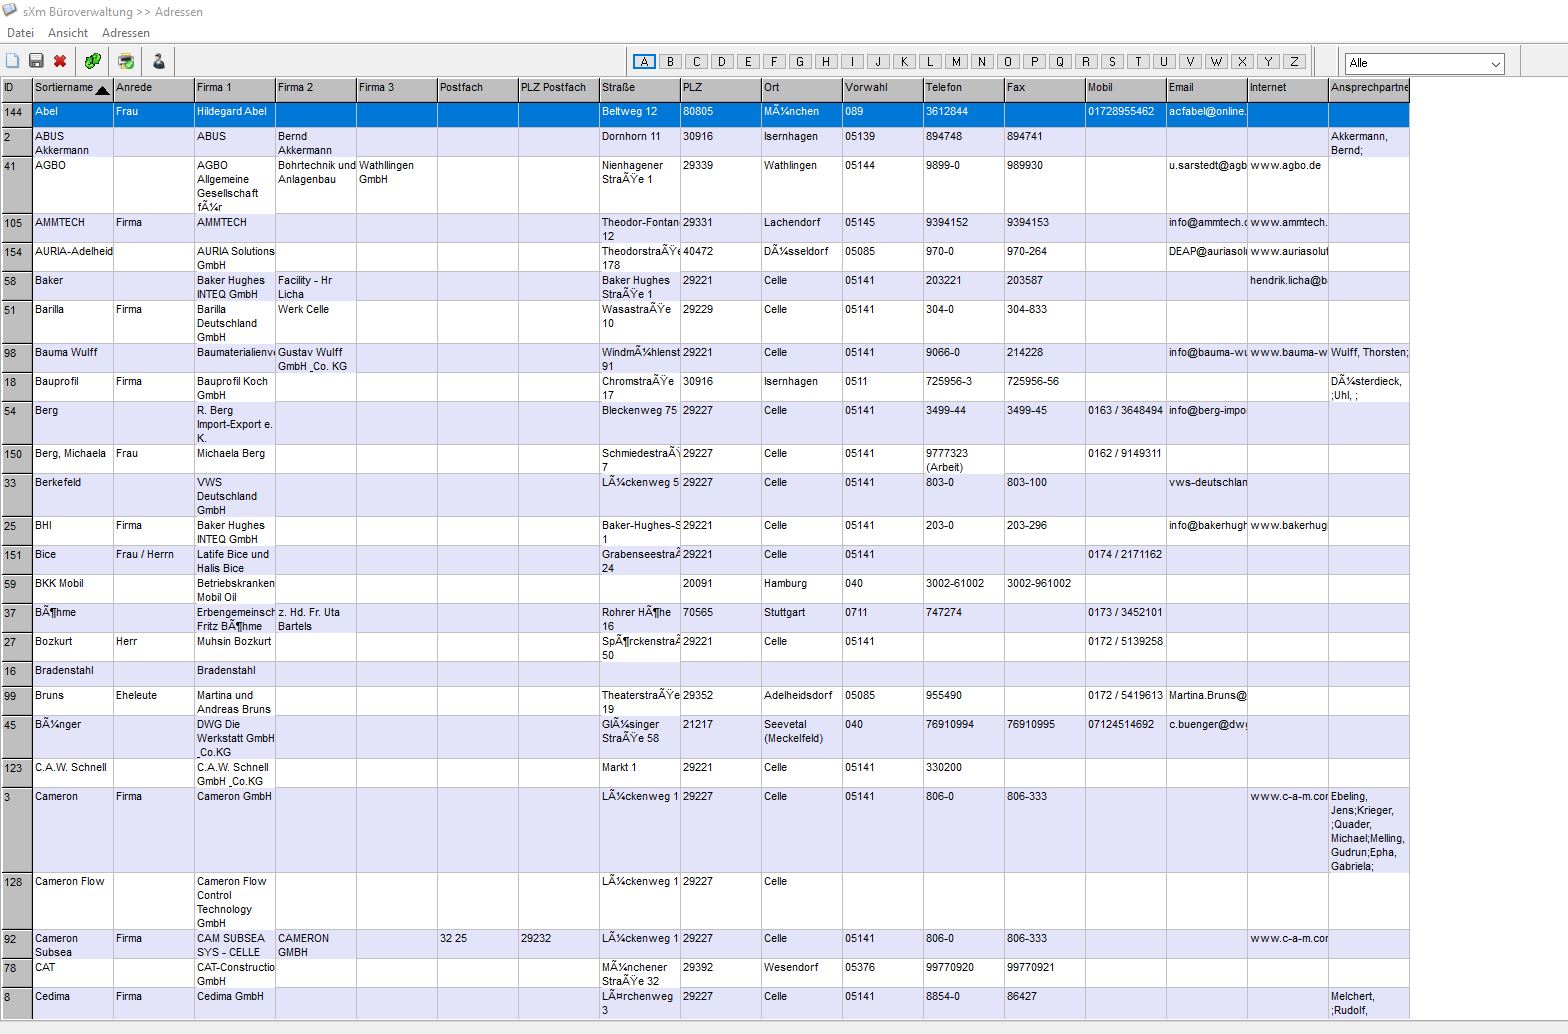 sXm Büroverwaltung >> Adressen
Datei Ansicht Adressen
A B C D E F G H I J K L M N O P Q R S T U V W X Y Z Alle
ID Sortiername Anrede Firma 1 Firma 2 Firma 3 Postfach PLZ Postfach Straße PLZ Ort Vorwahl Telefon Fax Mobil Email Internet Ansprechpartne
144 Abel Frau Hildegard Abel Beltweg 12 80805 MÃ¼nchen 089 3612844 01728955462 acfabel@online.
2 ABUS ABUS Bernd Dornhorn 11 30916 Isernhagen 05139 894748 894741 Akkermann,
Akkermann Akkermann Bernd;
41 AGBO AGBO Bohrtechnik und Wathllingen Nienhagener 29339 Wathlingen 05144 9899-0 989930 u.sarstedt@agb www.agbo.de
Allgemeine Anlagenbau GmbH StraÃŸe 1
Gesellschaft
fÃ¼r
105 AMMTECH Firma AMMTECH Theodor-Fontan 29331 Lachendorf 05145 9394152 9394153 info@ammtech.c www.ammtech.
12
154 AURIA-Adelheid AURIA Solutions TheodorstraÃŸe 40472 DÃ¼sseldorf 05085 970-0 970-264 DEAP@auriasolu www.auriasolut
GmbH 178
58 Baker Baker Hughes Facility - Hr Baker Hughes 29221 Celle 05141 203221 203587 hendrik.licha@b
INTEQ GmbH Licha StraÃŸe 1
51 Barilla Firma Barilla Werk Celle WasastraÃŸe 29229 Celle 05141 304-0 304-833
Deutschland 10
GmbH
98 Bauma Wulff Baumaterialienve Gustav Wulff WindmÃ¼hlenst 29221 Celle 05141 9066-0 214228 info@bauma-wu www.bauma-w Wulff, Thorsten;
GmbH _Co. KG 91
18 Bauprofil Firma Bauprofil Koch ChromstraÃŸe 30916 Isernhagen 0511 725956-3 725956-56 DÃ¼sterdieck,
GmbH 17 ;Uhl, ;
54 Berg R. Berg Bleckenweg 75 29227 Celle 05141 3499-44 3499-45 0163 / 3648494 info@berg-impo
Import-Export e.
K.
150 Berg, Michaela Frau Michaela Berg SchmiedestraÃŸ 29227 Celle 05141 9777323 0162 / 9149311
7 (Arbeit)
33 Berkefeld VWS LÃ¼ckenweg 5 29227 Celle 05141 803-0 803-100 vws-deutschlan
Deutschland
GmbH
25 BHI Firma Baker Hughes Baker-Hughes-S 29221 Celle 05141 203-0 203-296 info@bakerhugh www.bakerhugl
INTEQ GmbH 1
151 Bice Frau / Herrn Latife Bice und GrabenseestraÃ 29221 Celle 05141 0174 / 2171162
Halis Bice 24
59 BKK Mobil Betriebskranken 20091 Hamburg 040 3002-61002 3002-961002
Mobil Oil
37 BÃ¶hme Erbengemeinsch z. Hd. Fr. Uta Rohrer HÃ¶he 70565 Stuttgart 0711 747274 0173 / 3452101
Fritz BÃ¶hme Bartels 16
27 Bozkurt Herr Muhsin Bozkurt SpÃ¶rckenstraÃ 29221 Celle 05141 0172 / 5139258
50
16 Bradenstahl Bradenstahl
99 Bruns Eheleute Martina und TheaterstraÃŸe 29352 Adelheidsdorf 05085 955490 0172 / 5419613 Martina.Bruns@
Andreas Bruns 19
45 BÃ¼nger DWG Die GlÃ¼singer 21217 Seevetal 040 76910994 76910995 07124514692 c.buenger@dwg
Werkstatt GmbH StraÃŸe 58 (Meckelfeld)
_Co.KG
123 C.A.W. Schnell C.A.W. Schnell Markt 1 29221 Celle 05141 330200
GmbH _Co.KG
3 Cameron Firma Cameron GmbH LÃ¼ckenweg 1 29227 Celle 05141 806-0 806-333 www.c-a-m.cor Ebeling,
Jens;Krieger,
;Quader,
Michael;Melling,
Gudrun;Epha,
Gabriela;
128 Cameron Flow Cameron Flow LÃ¼ckenweg 1 29227 Celle
Control
Technology
GmbH
92 Cameron Firma CAM SUBSEA CAMERON 32 25 29232 LÃ¼ckenweg 1 29227 Celle 05141 806-0 806-333 www.c-a-m.cor
Subsea SYS - CELLE GMBH
78 CAT CAT-Constructio MÃ¼nchener 29392 Wesendorf 05376 99770920 99770921
GmbH StraÃŸe 32
8 Cedima Firma Cedima GmbH LÃ¤rchenweg 29227 Celle 05141 8854-0 86427 Melchert,
3 ;Rudolf,